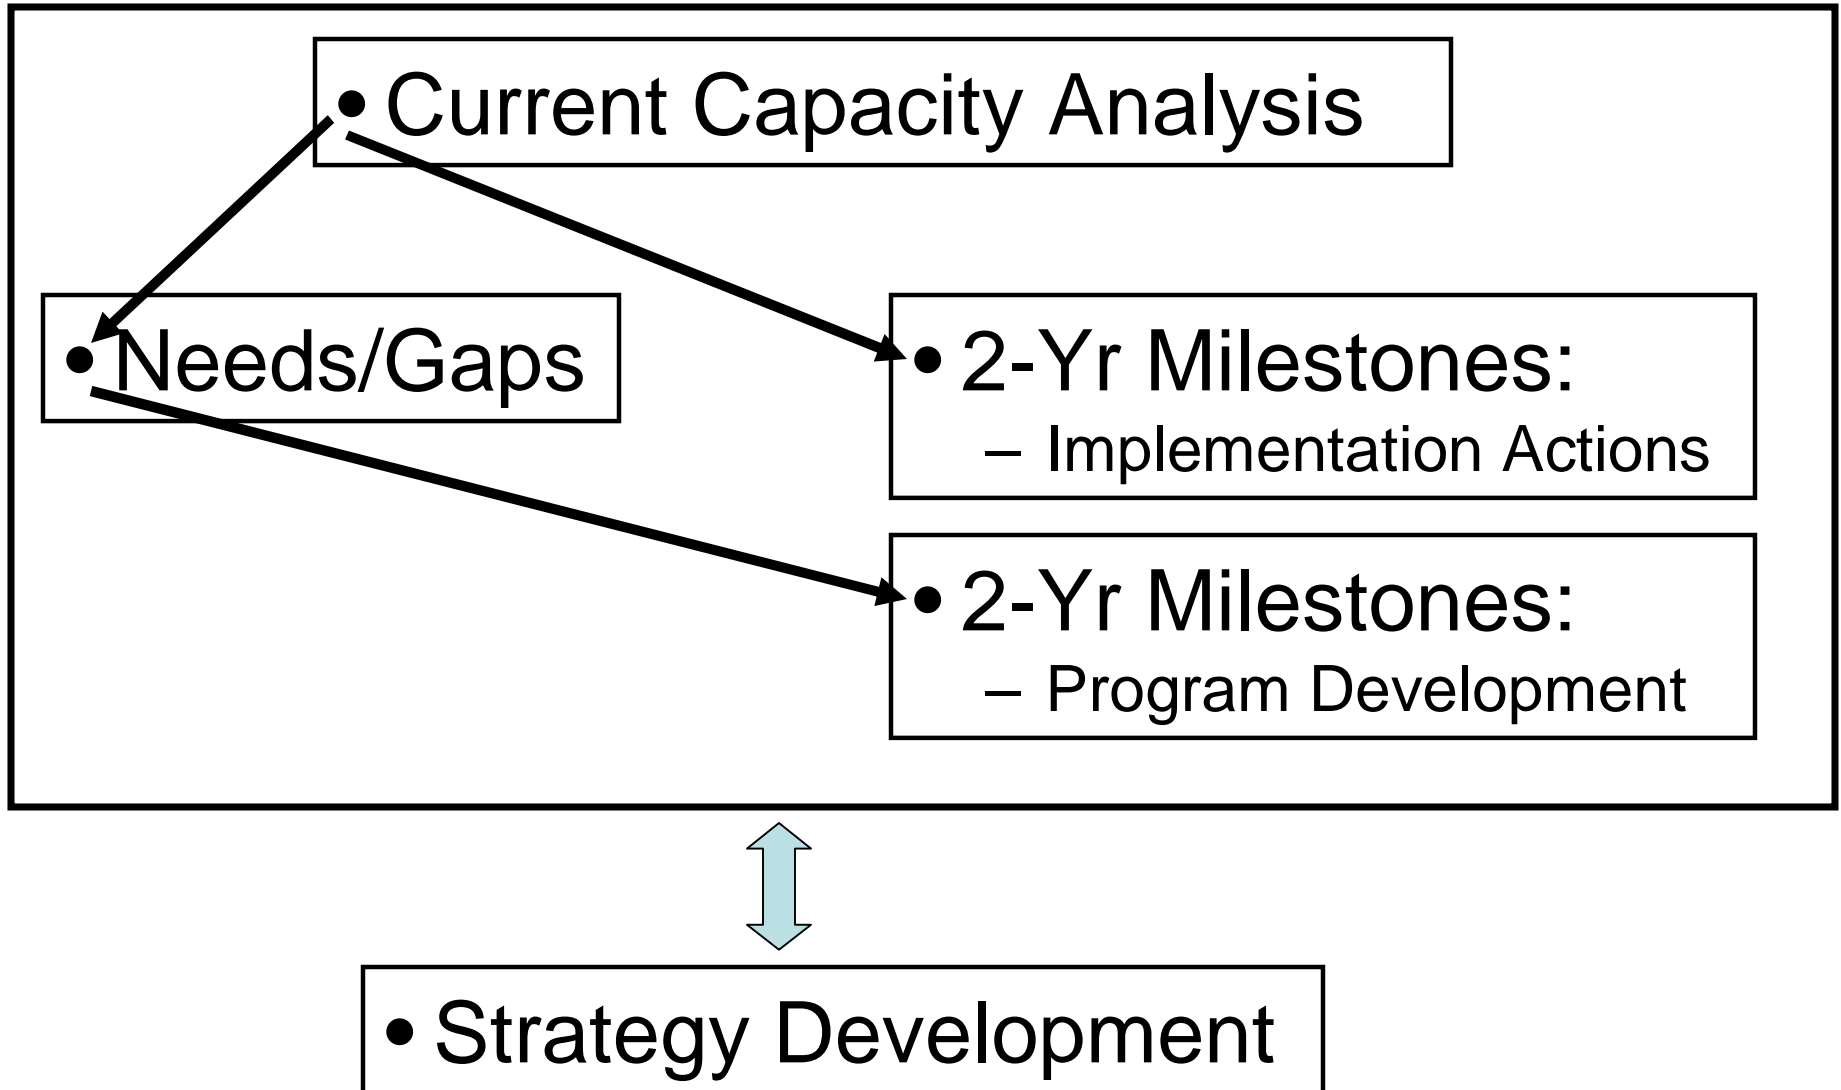 • Current Capacity Analysis
• Needs/Gaps
• 2-Yr Milestones:
– Implementation Actions
• 2-Yr Milestones:
– Program Development
• Strategy Development